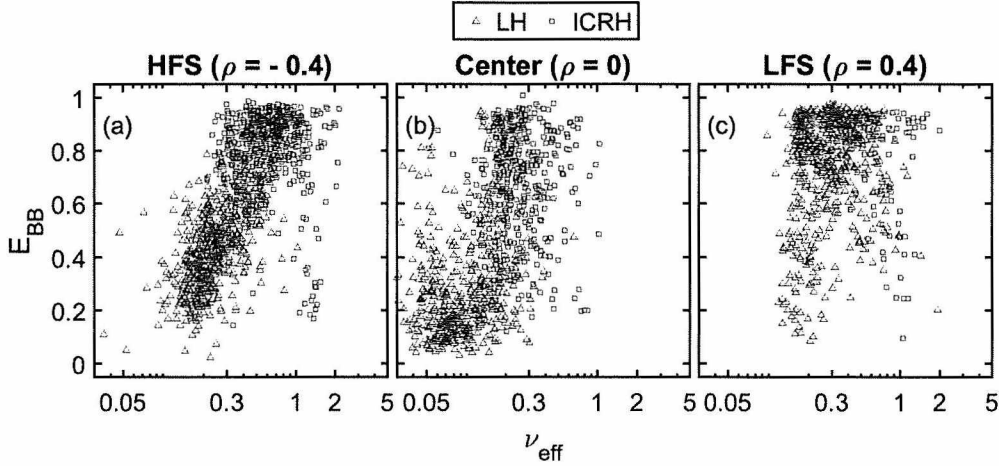 LH ICRH
HFS (ρ = - 0.4) Center (ρ = 0) LFS (ρ = 0.4)
(a) (b) (c)
1
0.8
0.6
0.4
0.2
0
E_BB
0.05 0.3 1 5 0.05 0.3 1 2 5 0.05 0.3 1 2 5
ν_eff